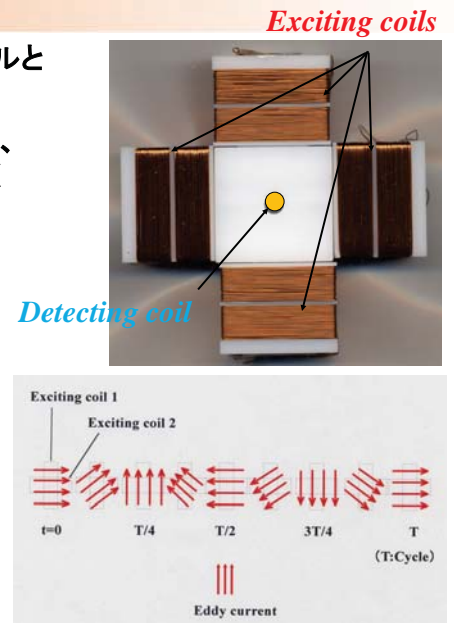 Exciting coils
ルと
、
Detecting coil
Exciting coil 1
Exciting coil 2
t=0 T/4 T/2 3T/4 T
(T:Cycle)
Eddy current